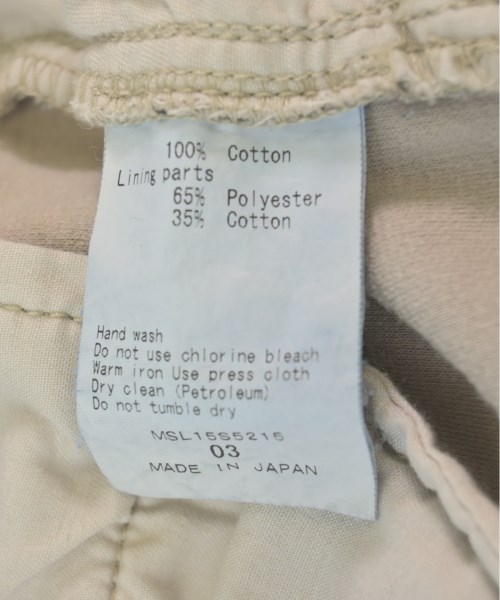 100% Cotton
Lining parts
65% Polyester
35% Cotton
Hand wash
Do not use chlorine bleach
Warm iron Use press cloth
Dry clean (Petroleum)
Do not tumble dry
MSL15S5215
03
MADE IN JAPAN